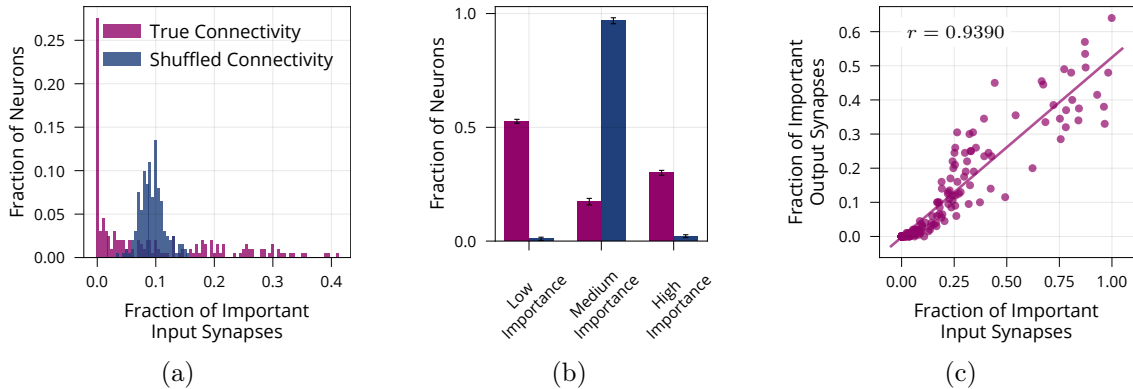 Fraction of Neurons
0.25
0.20
0.15
0.10
0.05
0.00
True Connectivity
Shuffled Connectivity
0.0
0.1
0.2
0.3
0.4
Fraction of Important
Input Synapses
(a)
Fraction of Neurons
1.0
0.5
0.0
Low
Importance
Medium
Importance
High
Importance
(b)
Fraction of Important
Output Synapses
0.6
0.5
0.4
0.3
0.2
0.1
0.0
r = 0.9390
0.00
0.25
0.50
0.75
1.00
Fraction of Important
Input Synapses
(c)